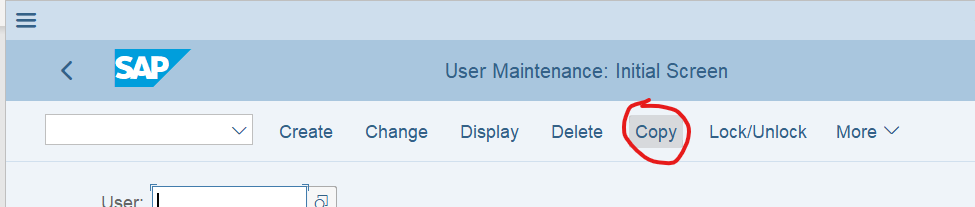 SAP
User Maintenance: Initial Screen
Create Change Display Delete Copy Lock/Unlock More
User: